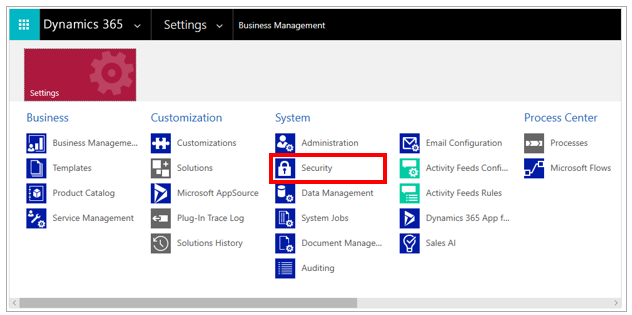 Dynamics 365 Settings Business Management
Settings
Business
Business Manageme...
Templates
Product Catalog
Service Management
Customization
Customizations
Solutions
Microsoft AppSource
Plug-In Trace Log
Solutions History
System
Administration
Security
Data Management
System Jobs
Document Manage...
Auditing
Email Configuration
Activity Feeds Confi...
Activity Feeds Rules
Dynamics 365 App f...
Sales AI
Process Center
Processes
Microsoft Flows